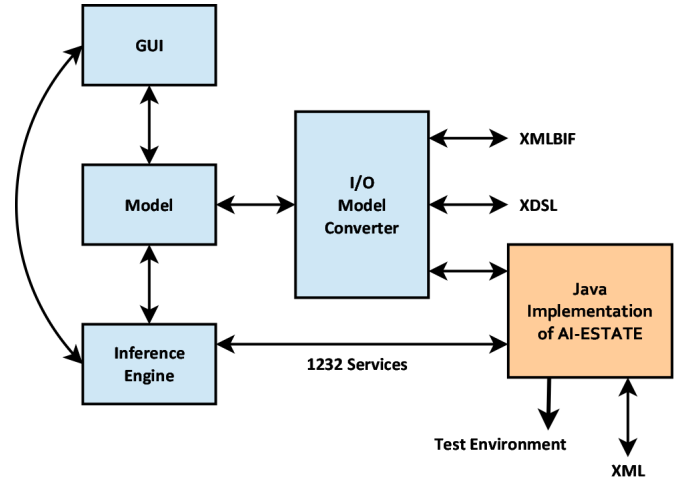 GUI
Model
I/O
Model
Converter
XMLBIF
XDSL
Java
Implementation
of AI-ESTATE
Inference
Engine
1232 Services
Test Environment
XML